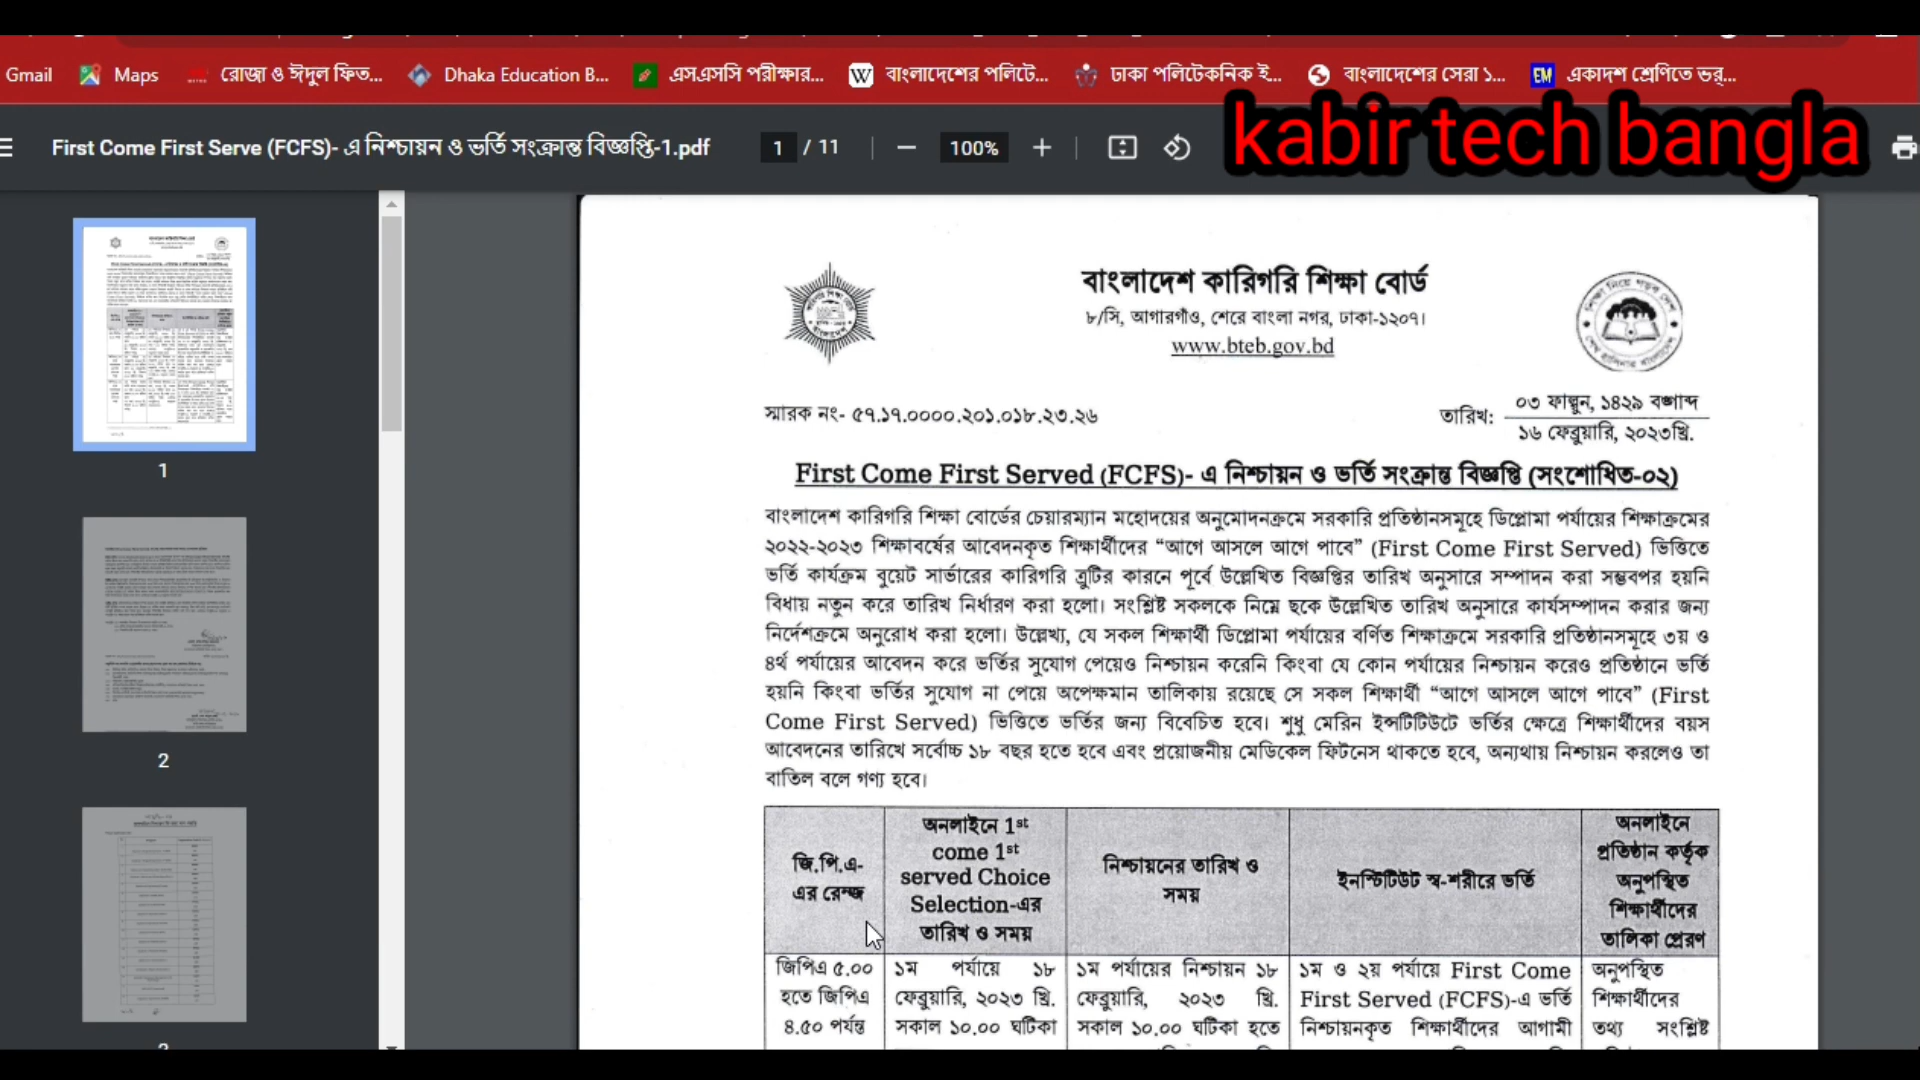 Gmail Maps রোজা ও ঈদুল ফিত... Dhaka Education B... এসএসসি পরীক্ষার... বাংলাদেশের পলিটে... ঢাকা পলিটেকনিক ই... বাংলাদেশের সেরা ১... EM একাদশ শ্রেণিতে ভর্...
kabir tech bangla
First Come First Serve (FCFS)- এ নিশ্চায়ন ও ভর্তি সংক্রান্ত বিজ্ঞপ্তি-1.pdf 1 / 11 100%
1
2
বাংলাদেশ কারিগরি শিক্ষা বোর্ড
৮/সি, আগারগাঁও, শেরে বাংলা নগর, ঢাকা-১২০৭।
www.bteb.gov.bd
স্মারক নং- ৫৭.১৭.০০০০.২০১.০১৮.২৩.২৬
তারিখ: ০৩ ফাল্গুন, ১৪২৯ বঙ্গাব্দ
১৬ ফেব্রুয়ারি, ২০২৩খ্রি.
First Come First Served (FCFS)- এ নিশ্চায়ন ও ভর্তি সংক্রান্ত বিজ্ঞপ্তি (সংশোধিত-০২)
বাংলাদেশ কারিগরি শিক্ষা বোর্ডের চেয়ারম্যান মহোদয়ের অনুমোদনক্রমে সরকারি প্রতিষ্ঠানসমূহে ডিপ্লোমা পর্যায়ের শিক্ষাক্রমের
২০২২-২০২৩ শিক্ষাবর্ষের আবেদনকৃত শিক্ষার্থীদের “আগে আসলে আগে পাবে” (First Come First Served) ভিত্তিতে
ভর্তি কার্যক্রম বুয়েট সার্ভারের কারিগরি ত্রুটির কারনে পূর্বে উল্লেখিত বিজ্ঞপ্তির তারিখ অনুসারে সম্পাদন করা সম্ভবপর হয়নি
বিধায় নতুন করে তারিখ নির্ধারণ করা হলো। সংশ্লিষ্ট সকলকে নিম্নে ছকে উল্লেখিত তারিখ অনুসারে কার্যসম্পাদন করার জন্য
নির্দেশক্রমে অনুরোধ করা হলো। উল্লেখ্য, যে সকল শিক্ষার্থী ডিপ্লোমা পর্যায়ের বর্ণিত শিক্ষাক্রমে সরকারি প্রতিষ্ঠানসমূহে ৩য় ও
৪র্থ পর্যায়ের আবেদন করে ভর্তির সুযোগ পেয়েও নিশ্চায়ন করেনি কিংবা যে কোন পর্যায়ের নিশ্চায়ন করেও প্রতিষ্ঠানে ভর্তি
হয়নি কিংবা ভর্তির সুযোগ না পেয়ে অপেক্ষমান তালিকায় রয়েছে সে সকল শিক্ষার্থী “আগে আসলে আগে পাবে” (First
Come First Served) ভিত্তিতে ভর্তির জন্য বিবেচিত হবে। শুধু মেরিন ইন্সটিটিউটে ভর্তির ক্ষেত্রে শিক্ষার্থীদের বয়স
আবেদনের তারিখে সর্বোচ্চ ১৮ বছর হতে হবে এবং প্রয়োজনীয় মেডিকেল ফিটনেস থাকতে হবে, অন্যথায় নিশ্চায়ন করলেও তা
বাতিল বলে গণ্য হবে।
জি.পি.এ-
এর রেন্জ
অনলাইনে 1st
come 1st
served Choice
Selection-এর
তারিখ ও সময়
নিশ্চায়নের তারিখ ও
সময়
ইনস্টিটিউট স্ব-শরীরে ভর্তি
অনলাইনে
প্রতিষ্ঠান কর্তৃক
অনুপস্থিত
শিক্ষার্থীদের
তালিকা প্রেরণ
জিপিএ ৫.০০
হতে জিপিএ
৪.৫০ পর্যন্ত
১ম পর্যায়ে ১৮
ফেব্রুয়ারি, ২০২৩ খ্রি.
সকাল ১০.০০ ঘটিকা
১ম পর্যায়ের নিশ্চায়ন ১৮
ফেব্রুয়ারি, ২০২৩ খ্রি.
সকাল ১০.০০ ঘটিকা হতে
১ম ও ২য় পর্যায়ে First Come
First Served (FCFS)-এ ভর্তি
নিশ্চায়নকৃত শিক্ষার্থীদের আগামী
অনুপস্থিত
শিক্ষার্থীদের
তথ্য সংশ্লিষ্ট